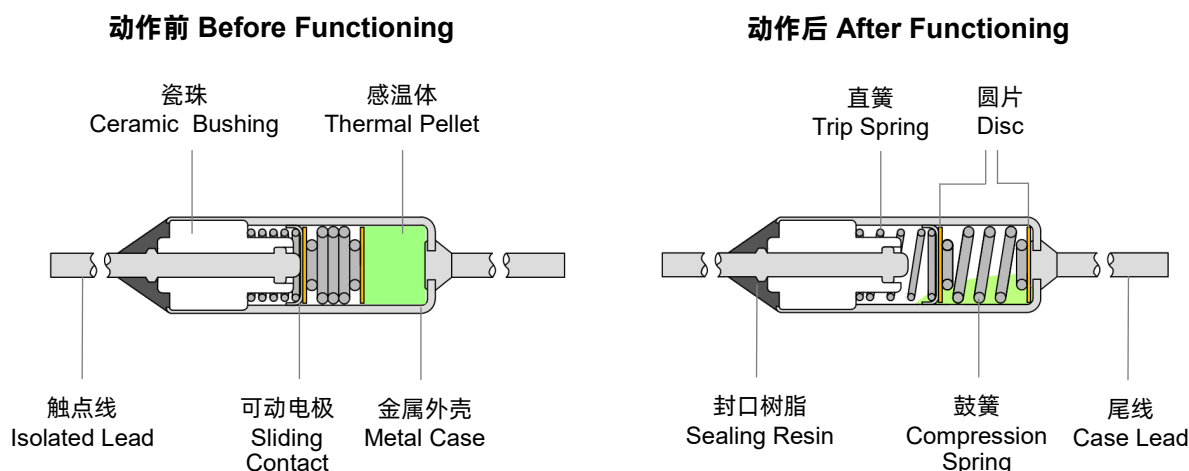 动作前 Before Functioning
动作后 After Functioning
瓷珠
Ceramic Bushing
感温体
Thermal Pellet
直簧
Trip Spring
圆片
Disc
触点线
Isolated Lead
可动电极
Sliding
Contact
金属外壳
Metal Case
封口树脂
Sealing Resin
鼓簧
Compression
Spring
尾线
Case Lead